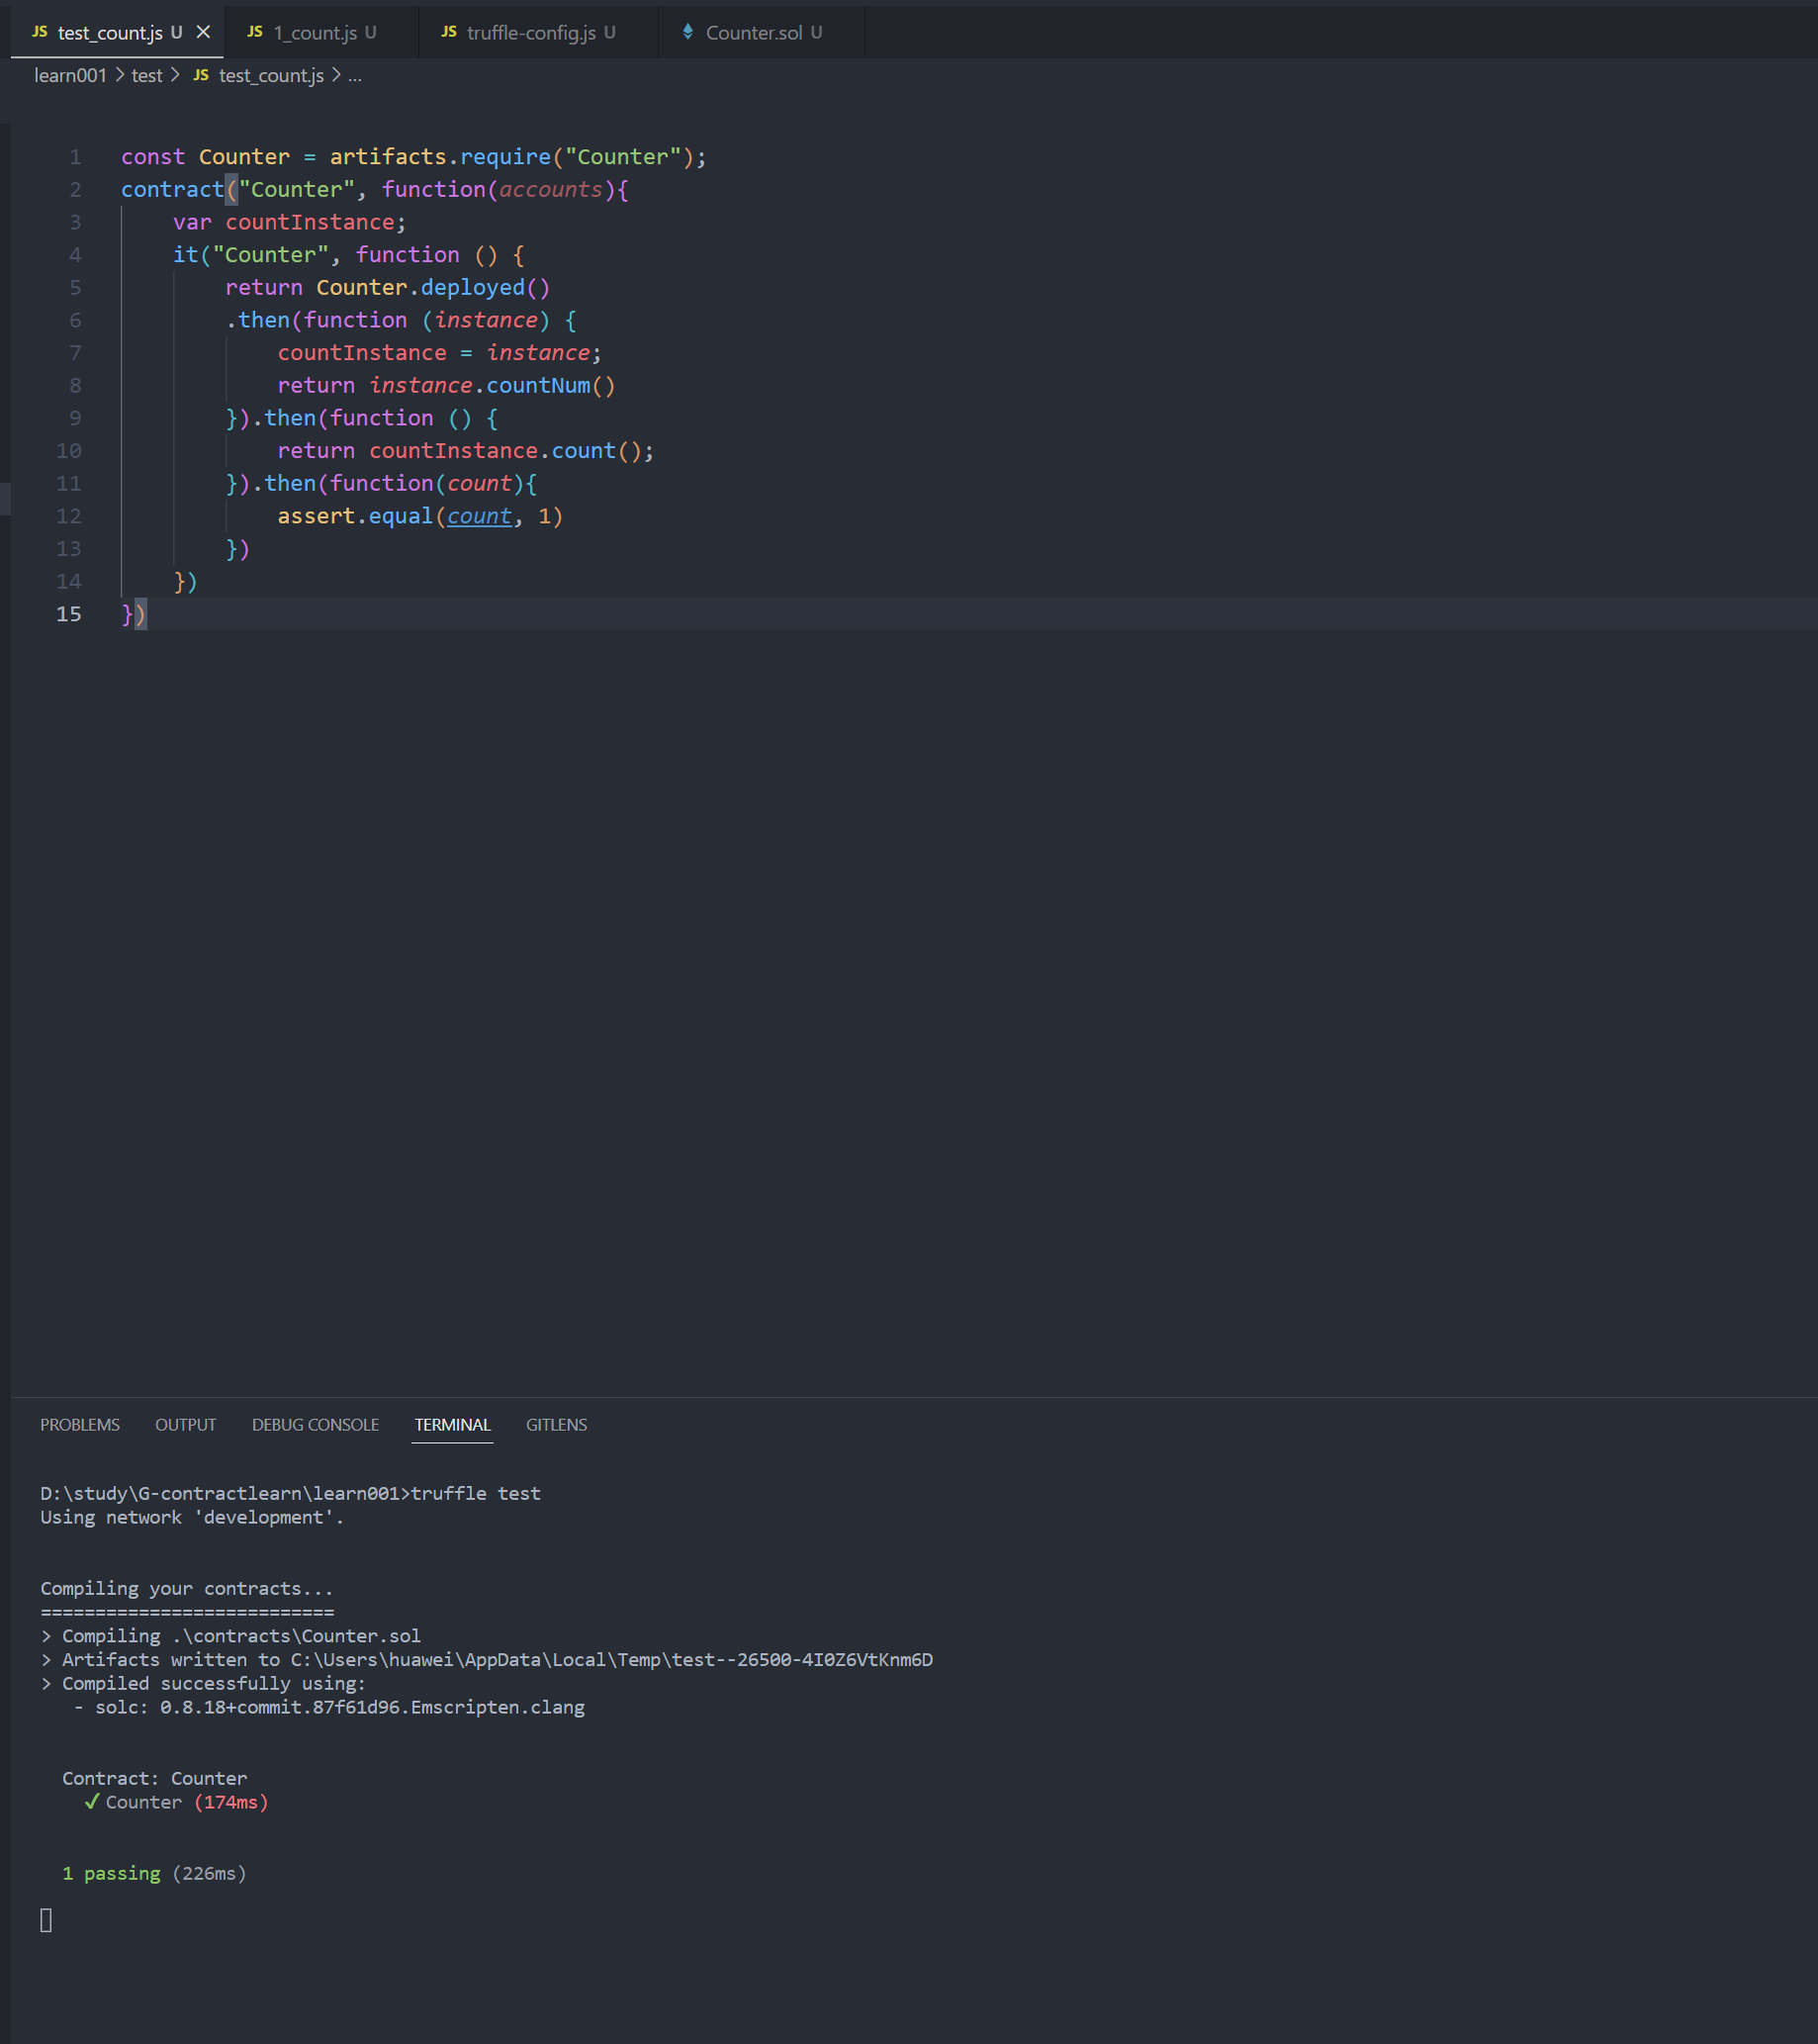 JS test_count.js U
JS 1_count.js U
JS truffle-config.js U
Counter.sol U
learn001 > test > JS test_count.js > ...
1 const Counter = artifacts.require("Counter");
2 contract("Counter", function(accounts){
3     var countInstance;
4     it("Counter", function () {
5         return Counter.deployed()
6         .then(function (instance) {
7             countInstance = instance;
8             return instance.countNum()
9         }).then(function () {
10             return countInstance.count();
11         }).then(function(count){
12             assert.equal(count, 1)
13         })
14     })
15 })
PROBLEMS OUTPUT DEBUG CONSOLE TERMINAL GITLENS
D:\study\G-contractlearn\learn001>truffle test
Using network 'development'.
Compiling your contracts...
===========================
> Compiling .\contracts\Counter.sol
> Artifacts written to C:\Users\huawei\AppData\Local\Temp\test--26500-4I0Z6VtKnm6D
> Compiled successfully using:
   - solc: 0.8.18+commit.87f61d96.Emscripten.clang
  Contract: Counter
    ✓ Counter (174ms)
  1 passing (226ms)